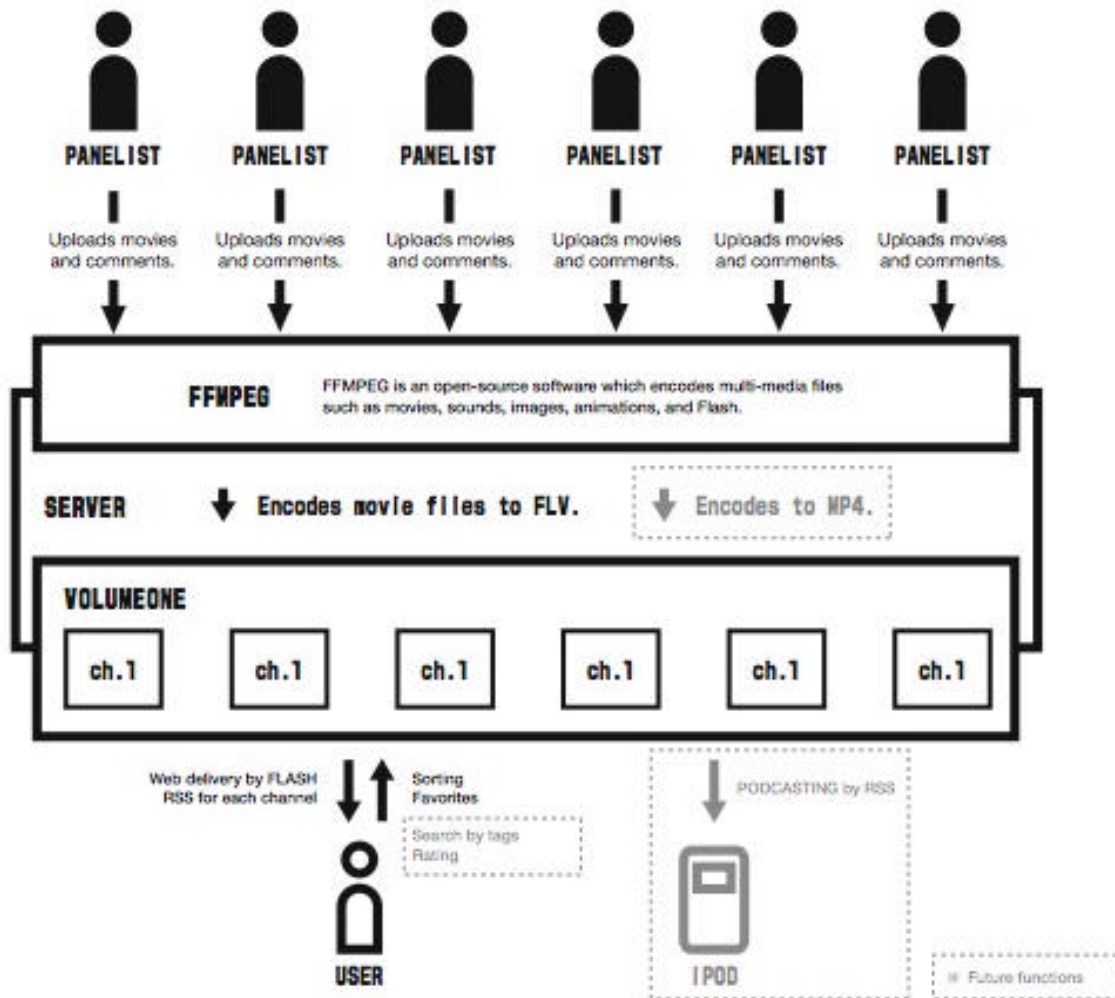 PANELIST PANELIST PANELIST PANELIST PANELIST PANELIST
Uploads movies Uploads movies Uploads movies Uploads movies Uploads movies Uploads movies
and comments. and comments. and comments. and comments. and comments. and comments.
FFMPEG
FFMPEG is an open-source software which encodes multi-media files
such as movies, sounds, images, animations, and Flash.
SERVER
Encodes movie files to FLV.
Encodes to MP4.
VOLUMEONE
ch.1 ch.1 ch.1 ch.1 ch.1 ch.1
Web delivery by FLASH
RSS for each channel
Sorting
Favorites
Search by tags
Rating
PODCASTING by RSS
USER
IPOD
Future functions